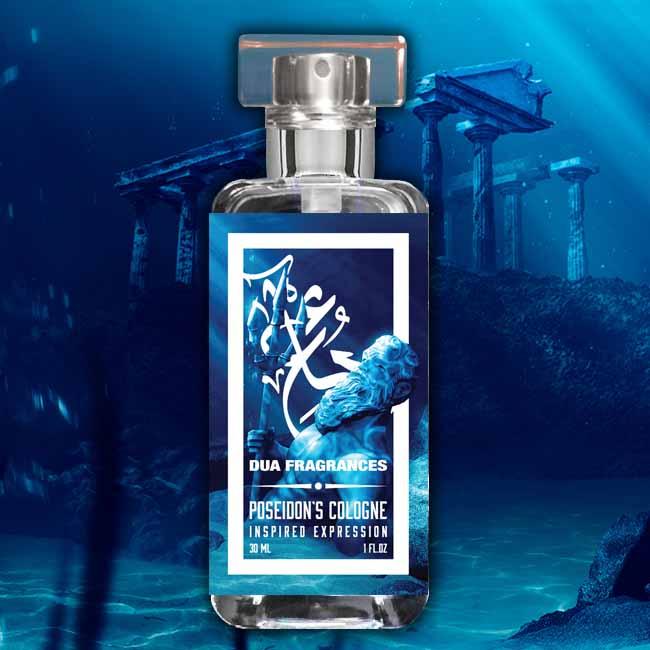 DUA FRAGRANCES
POSEIDON'S COLOGNE
INSPIRED EXPRESSION
30 ML 1 FL.OZ